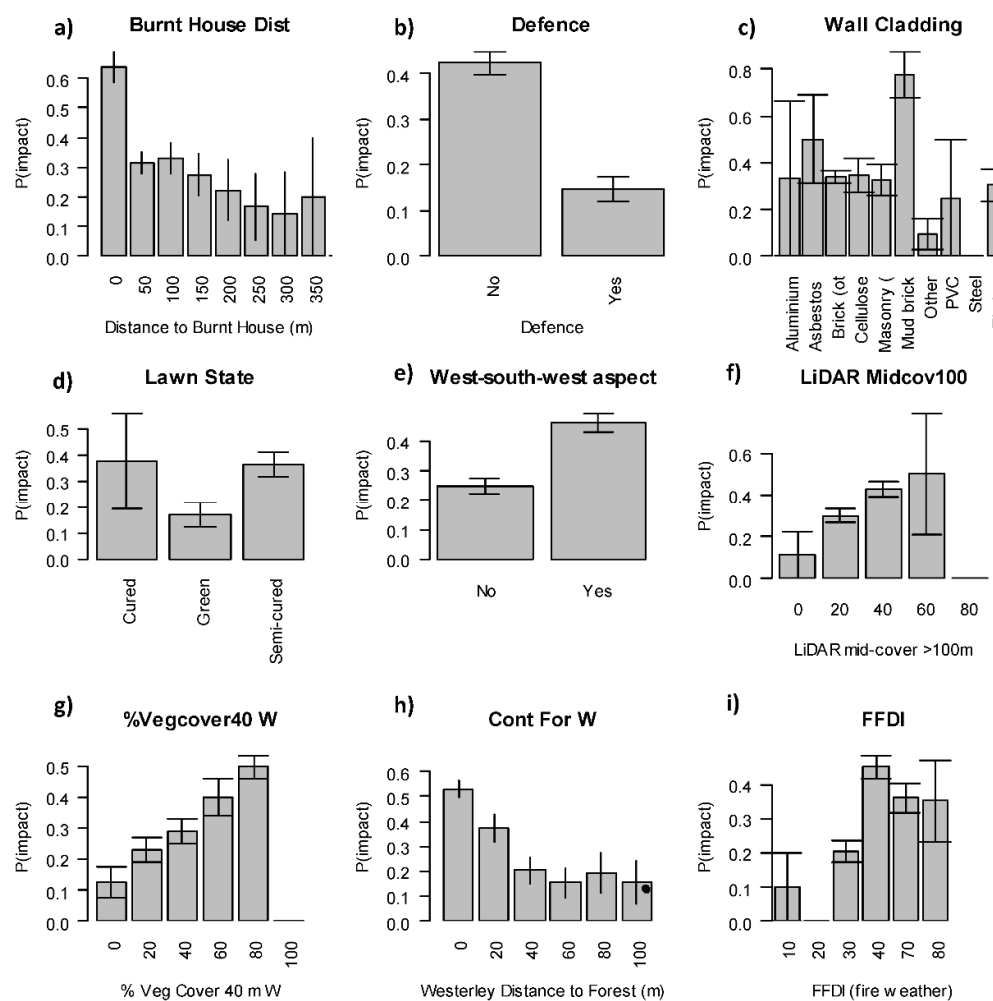 a) Burnt House Dist
P(impact)
0.6
0.5
0.4
0.3
0.2
0.1
0.0
0 50 100 150 200 250 300 350
Distance to Burnt House (m)
b) Defence
P(impact)
0.4
0.3
0.2
0.1
0.0
No Yes
Defence
c) Wall Cladding
P(impact)
0.8
0.6
0.4
0.2
0.0
Aluminium
Asbestos
Brick (ot
Cellulose
Masonry (
Mud brick
Other
PVC
Steel
d) Lawn State
P(impact)
0.5
0.4
0.3
0.2
0.1
0.0
Cured
Green
Semi-cured
e) West-south-west aspect
P(impact)
0.4
0.3
0.2
0.1
0.0
No Yes
f) LiDAR Midcov100
P(impact)
0.6
0.4
0.2
0.0
0 20 40 60 80
LiDAR mid-cover >100m
g) %Vegcover40 W
P(impact)
0.5
0.4
0.3
0.2
0.1
0.0
0 20 40 60 80 100
% Veg Cover 40 m W
h) Cont For W
P(impact)
0.6
0.5
0.4
0.3
0.2
0.1
0.0
0 20 40 60 80 100
Westerley Distance to Forest (m)
i) FFDI
P(impact)
0.4
0.3
0.2
0.1
0.0
10 20 30 40 70 80
FFDI (fire weather)